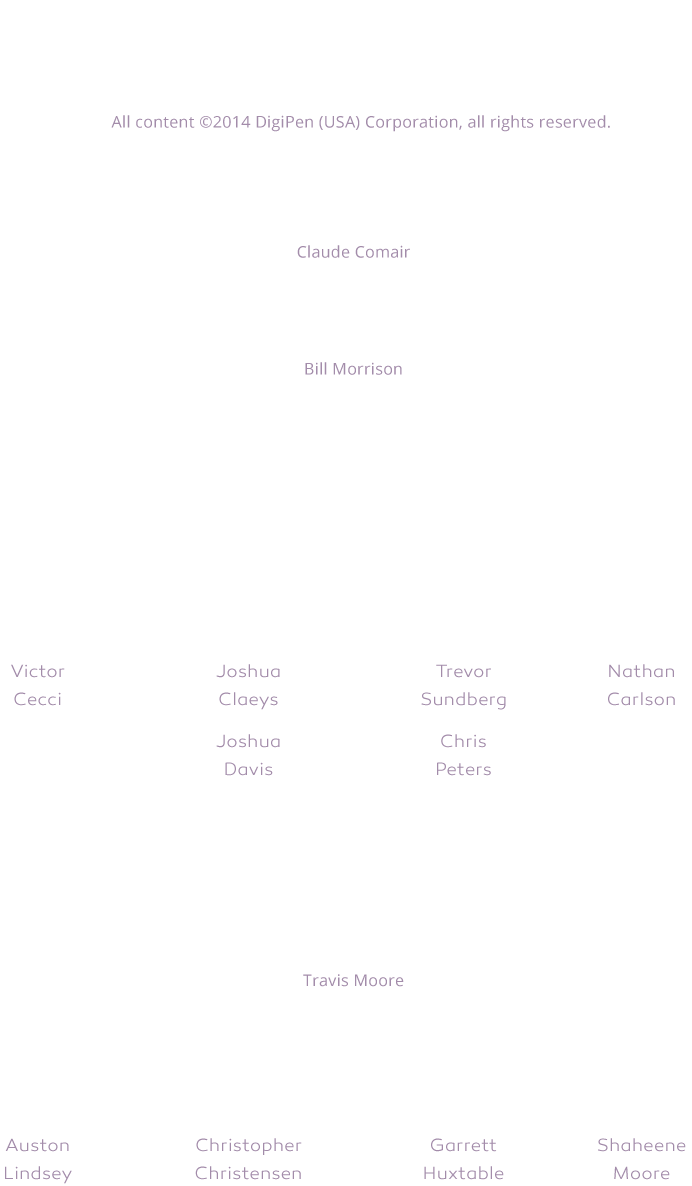 All content ©2014 DigiPen (USA) Corporation, all rights reserved.
Claude Comair
Bill Morrison
Victor Joshua Trevor Nathan
Cecci Claeys Sundberg Carlson
Joshua Chris
Davis Peters
Travis Moore
Auston Christopher Garrett Shaheene
Lindsey Christensen Huxtable Moore